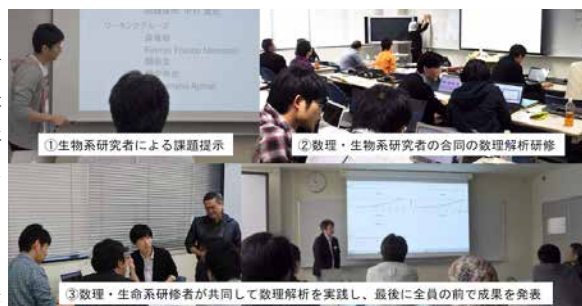 ワーキンググループ
①生物系研究者による課題提示
②数理・生物系研究者の合同の数理解析研修
③数理・生命系研修者が共同して数理解析を実践し、最後に全員の前で成果を発表